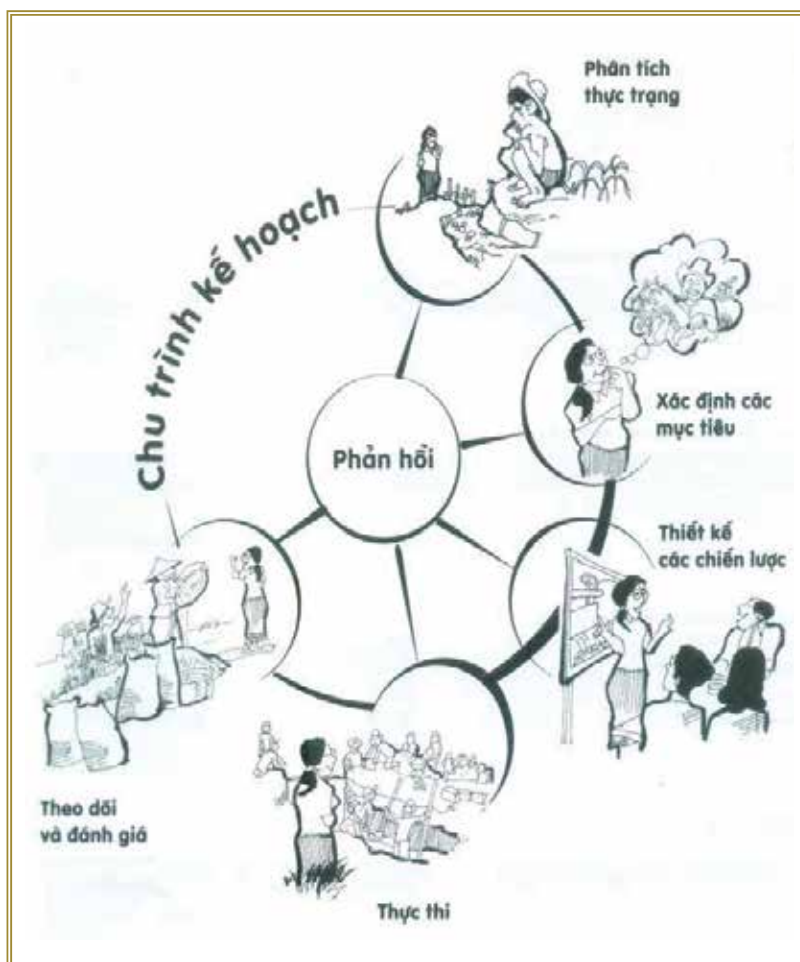 Chu trình kế hoạch
Phân tích
thực trạng
Xác định các
mục tiêu
Phản hồi
Thiết kế
các chiến lược
Theo dõi
và đánh giá
Thực thi